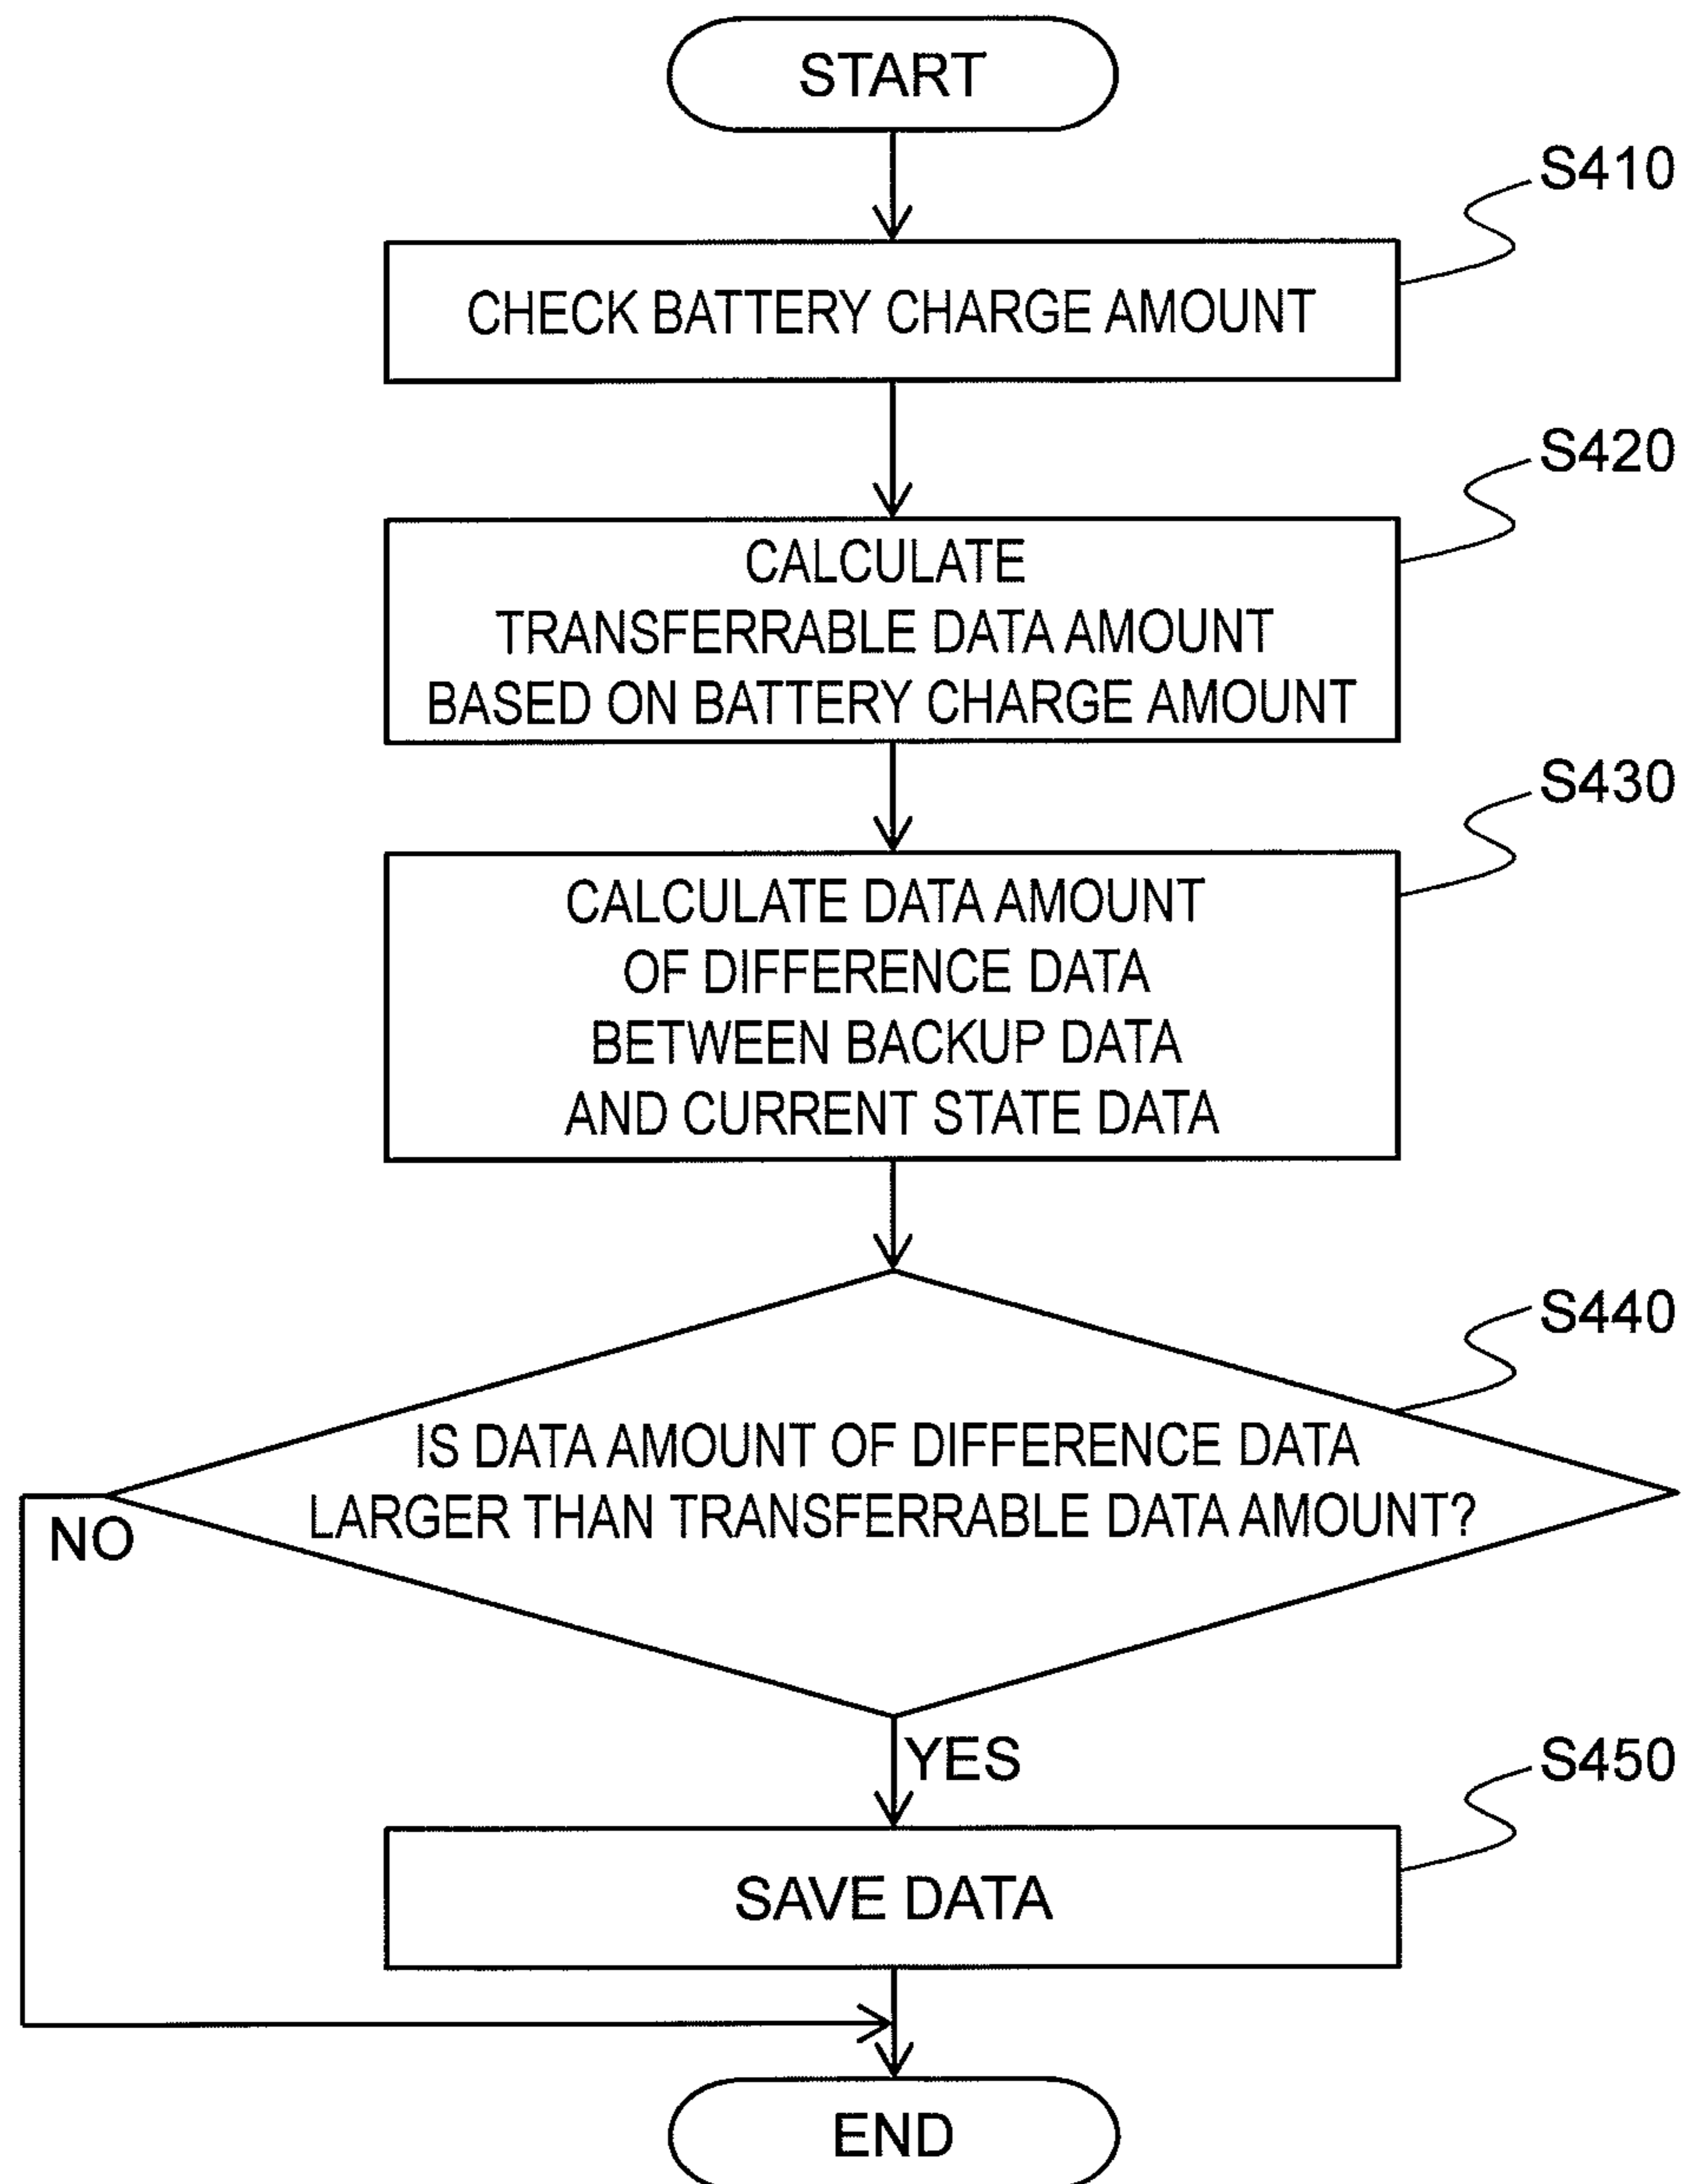 START
S410
CHECK BATTERY CHARGE AMOUNT
S420
CALCULATE
TRANSFERRABLE DATA AMOUNT
BASED ON BATTERY CHARGE AMOUNT
S430
CALCULATE DATA AMOUNT
OF DIFFERENCE DATA
BETWEEN BACKUP DATA
AND CURRENT STATE DATA
S440
IS DATA AMOUNT OF DIFFERENCE DATA
LARGER THAN TRANSFERRABLE DATA AMOUNT?
NO
YES
S450
SAVE DATA
END